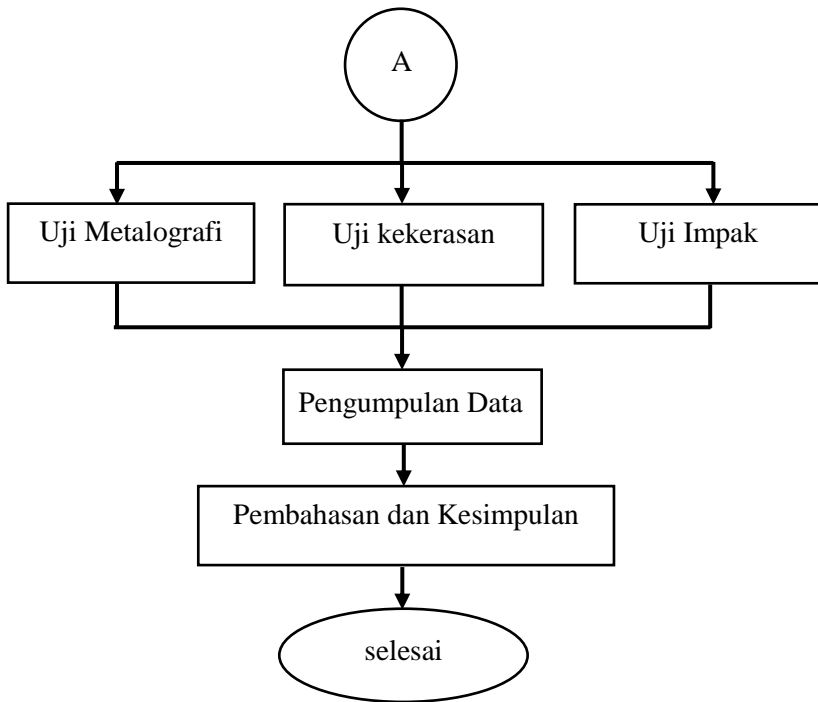 A
Uji Metalografi
Uji kekerasan
Uji Impak
Pengumpulan Data
Pembahasan dan Kesimpulan
selesai